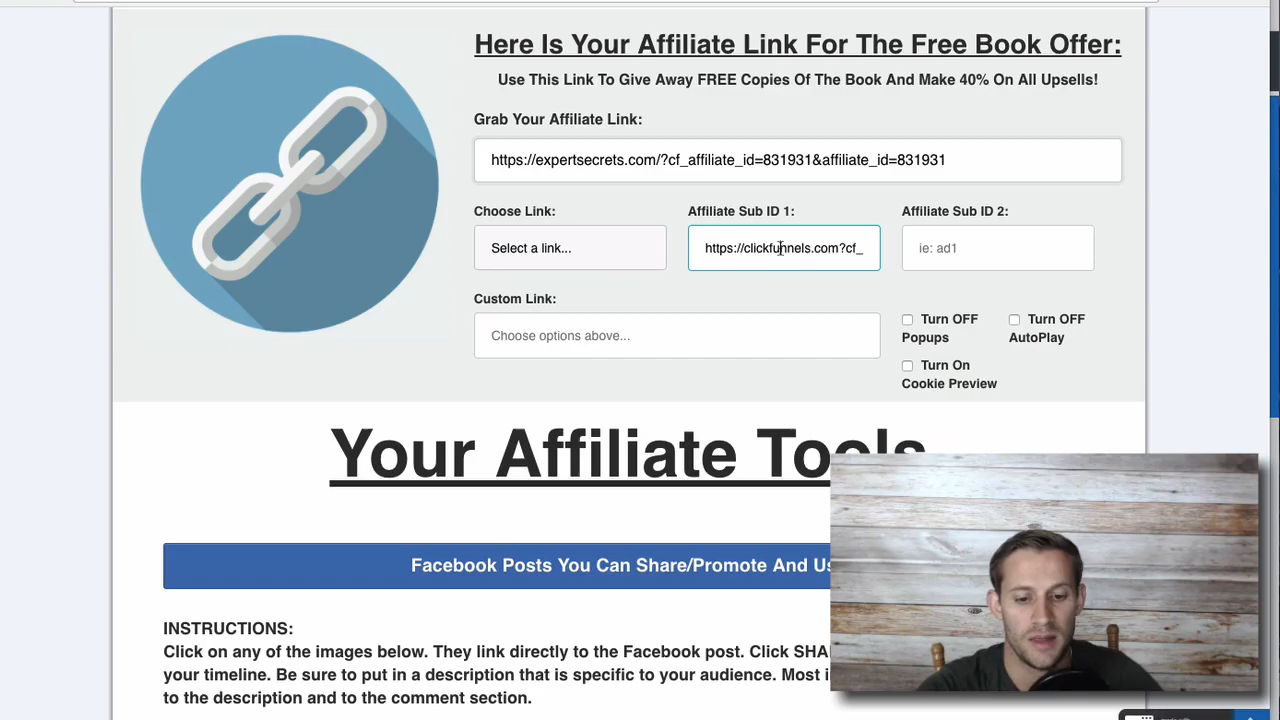 Here Is Your Affiliate Link For The Free Book Offer:
Use This Link To Give Away FREE Copies Of The Book And Make 40% On All Upsells!
Grab Your Affiliate Link:
https://expertsecrets.com/?cf_affiliate_id=831931&affiliate_id=831931
Choose Link:
Affiliate Sub ID 1:
Affiliate Sub ID 2:
Select a link...
https://clickfunnels.com?cf_
ie: ad1
Custom Link:
Choose options above...
Turn OFF
Popups
Turn OFF
AutoPlay
Turn On
Cookie Preview
Your Affiliate Tools
Facebook Posts You Can Share/Promote And
INSTRUCTIONS:
Click on any of the images below. They link directly to the Facebook post. Click
your timeline. Be sure to put in a description that is specific to your audience. Most
to the description and to the comment section.